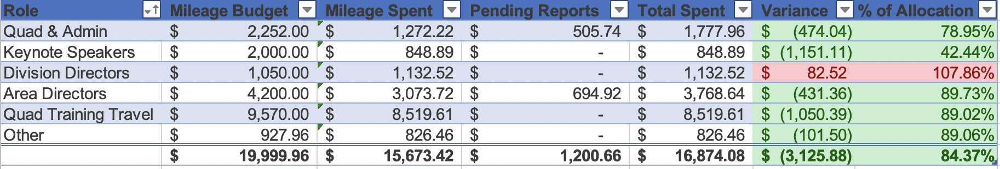 Role Mileage Budget Mileage Spent Pending Reports Total Spent Variance % of Allocation
Quad & Admin $ 2,252.00 $ 1,272.22 $ 505.74 $ 1,777.96 $ (474.04) 78.95%
Keynote Speakers $ 2,000.00 $ 848.89 $ - $ 848.89 $ (1,151.11) 42.44%
Division Directors $ 1,050.00 $ 1,132.52 $ - $ 1,132.52 $ 82.52 107.86%
Area Directors $ 4,200.00 $ 3,073.72 $ 694.92 $ 3,768.64 $ (431.36) 89.73%
Quad Training Travel $ 9,570.00 $ 8,519.61 $ - $ 8,519.61 $ (1,050.39) 89.02%
Other $ 927.96 $ 826.46 $ - $ 826.46 $ (101.50) 89.06%
$ 19,999.96 $ 15,673.42 $ 1,200.66 $ 16,874.08 $ (3,125.88) 84.37%